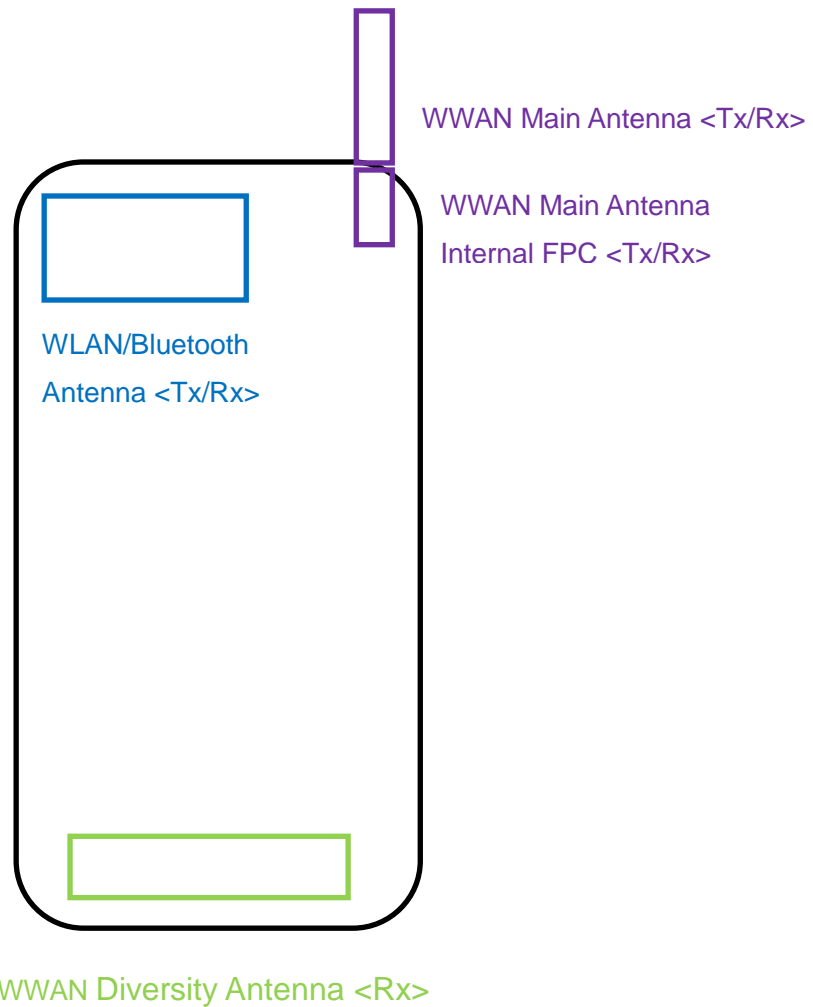 WWAN Main Antenna <Tx/Rx>
WWAN Main Antenna
Internal FPC <Tx/Rx>
WLAN/Bluetooth
Antenna <Tx/Rx>
WWAN Diversity Antenna <Rx>